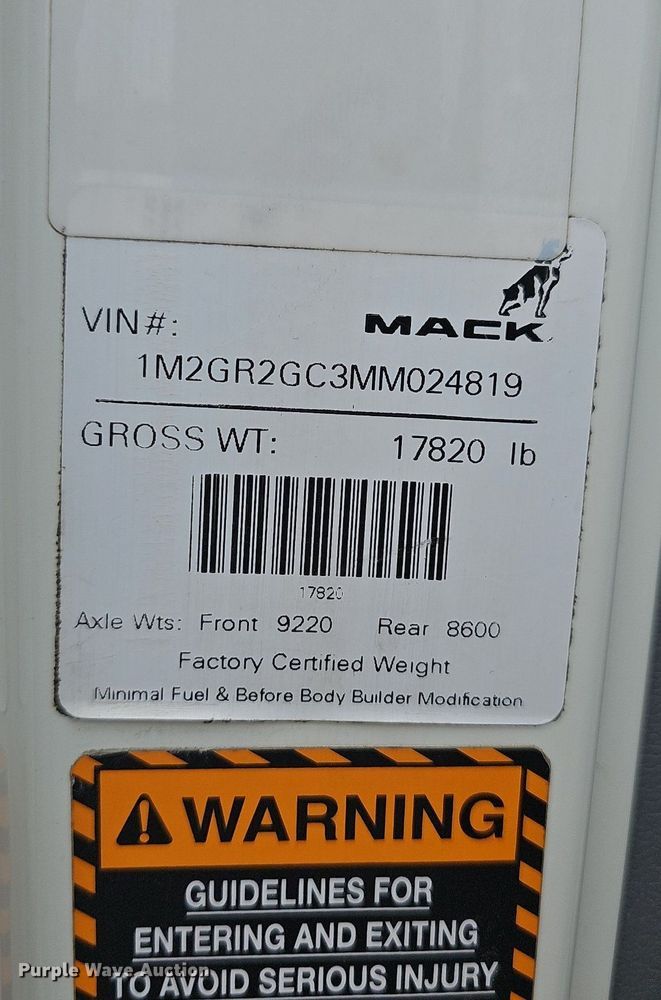 MACK
VIN#:
1M2GR2GC3MM024819
GROSS WT: 17820 lb
17820
Axle Wts: Front 9220 Rear 8600
Factory Certified Weight
Minimal Fuel & Before Body Builder Modification
WARNING
GUIDELINES FOR
ENTERING AND EXITING
TO AVOID SERIOUS INJURY
Purple Wave Auction